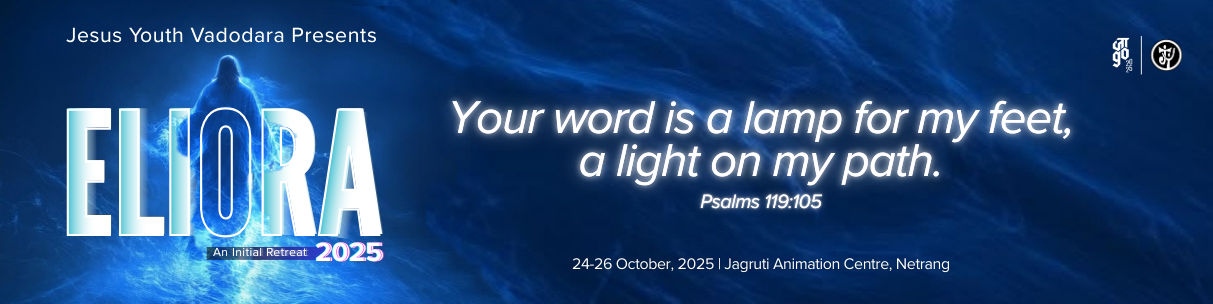 Jesus Youth Vadodara Presents
ELIORA
An Initial Retreat 2025
Your word is a lamp for my feet,
a light on my path.
Psalms 119:105
24-26 October, 2025 | Jagruti Animation Centre, Netrang